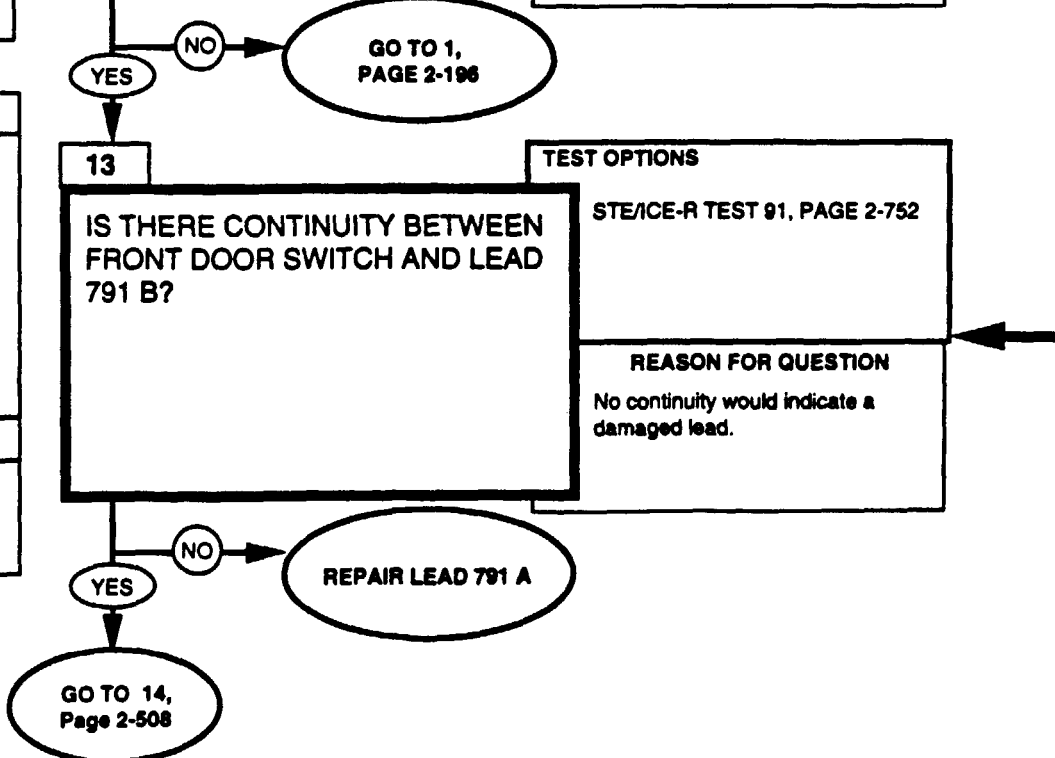 NO
GO TO 1,
PAGE 2-196
YES
13
TEST OPTIONS
STE/ICE-R TEST 91, PAGE 2-752
IS THERE CONTINUITY BETWEEN
FRONT DOOR SWITCH AND LEAD
791 B?
REASON FOR QUESTION
No continuity would indicate a
damaged lead.
NO
REPAIR LEAD 791 A
YES
GO TO 14,
Page 2-508